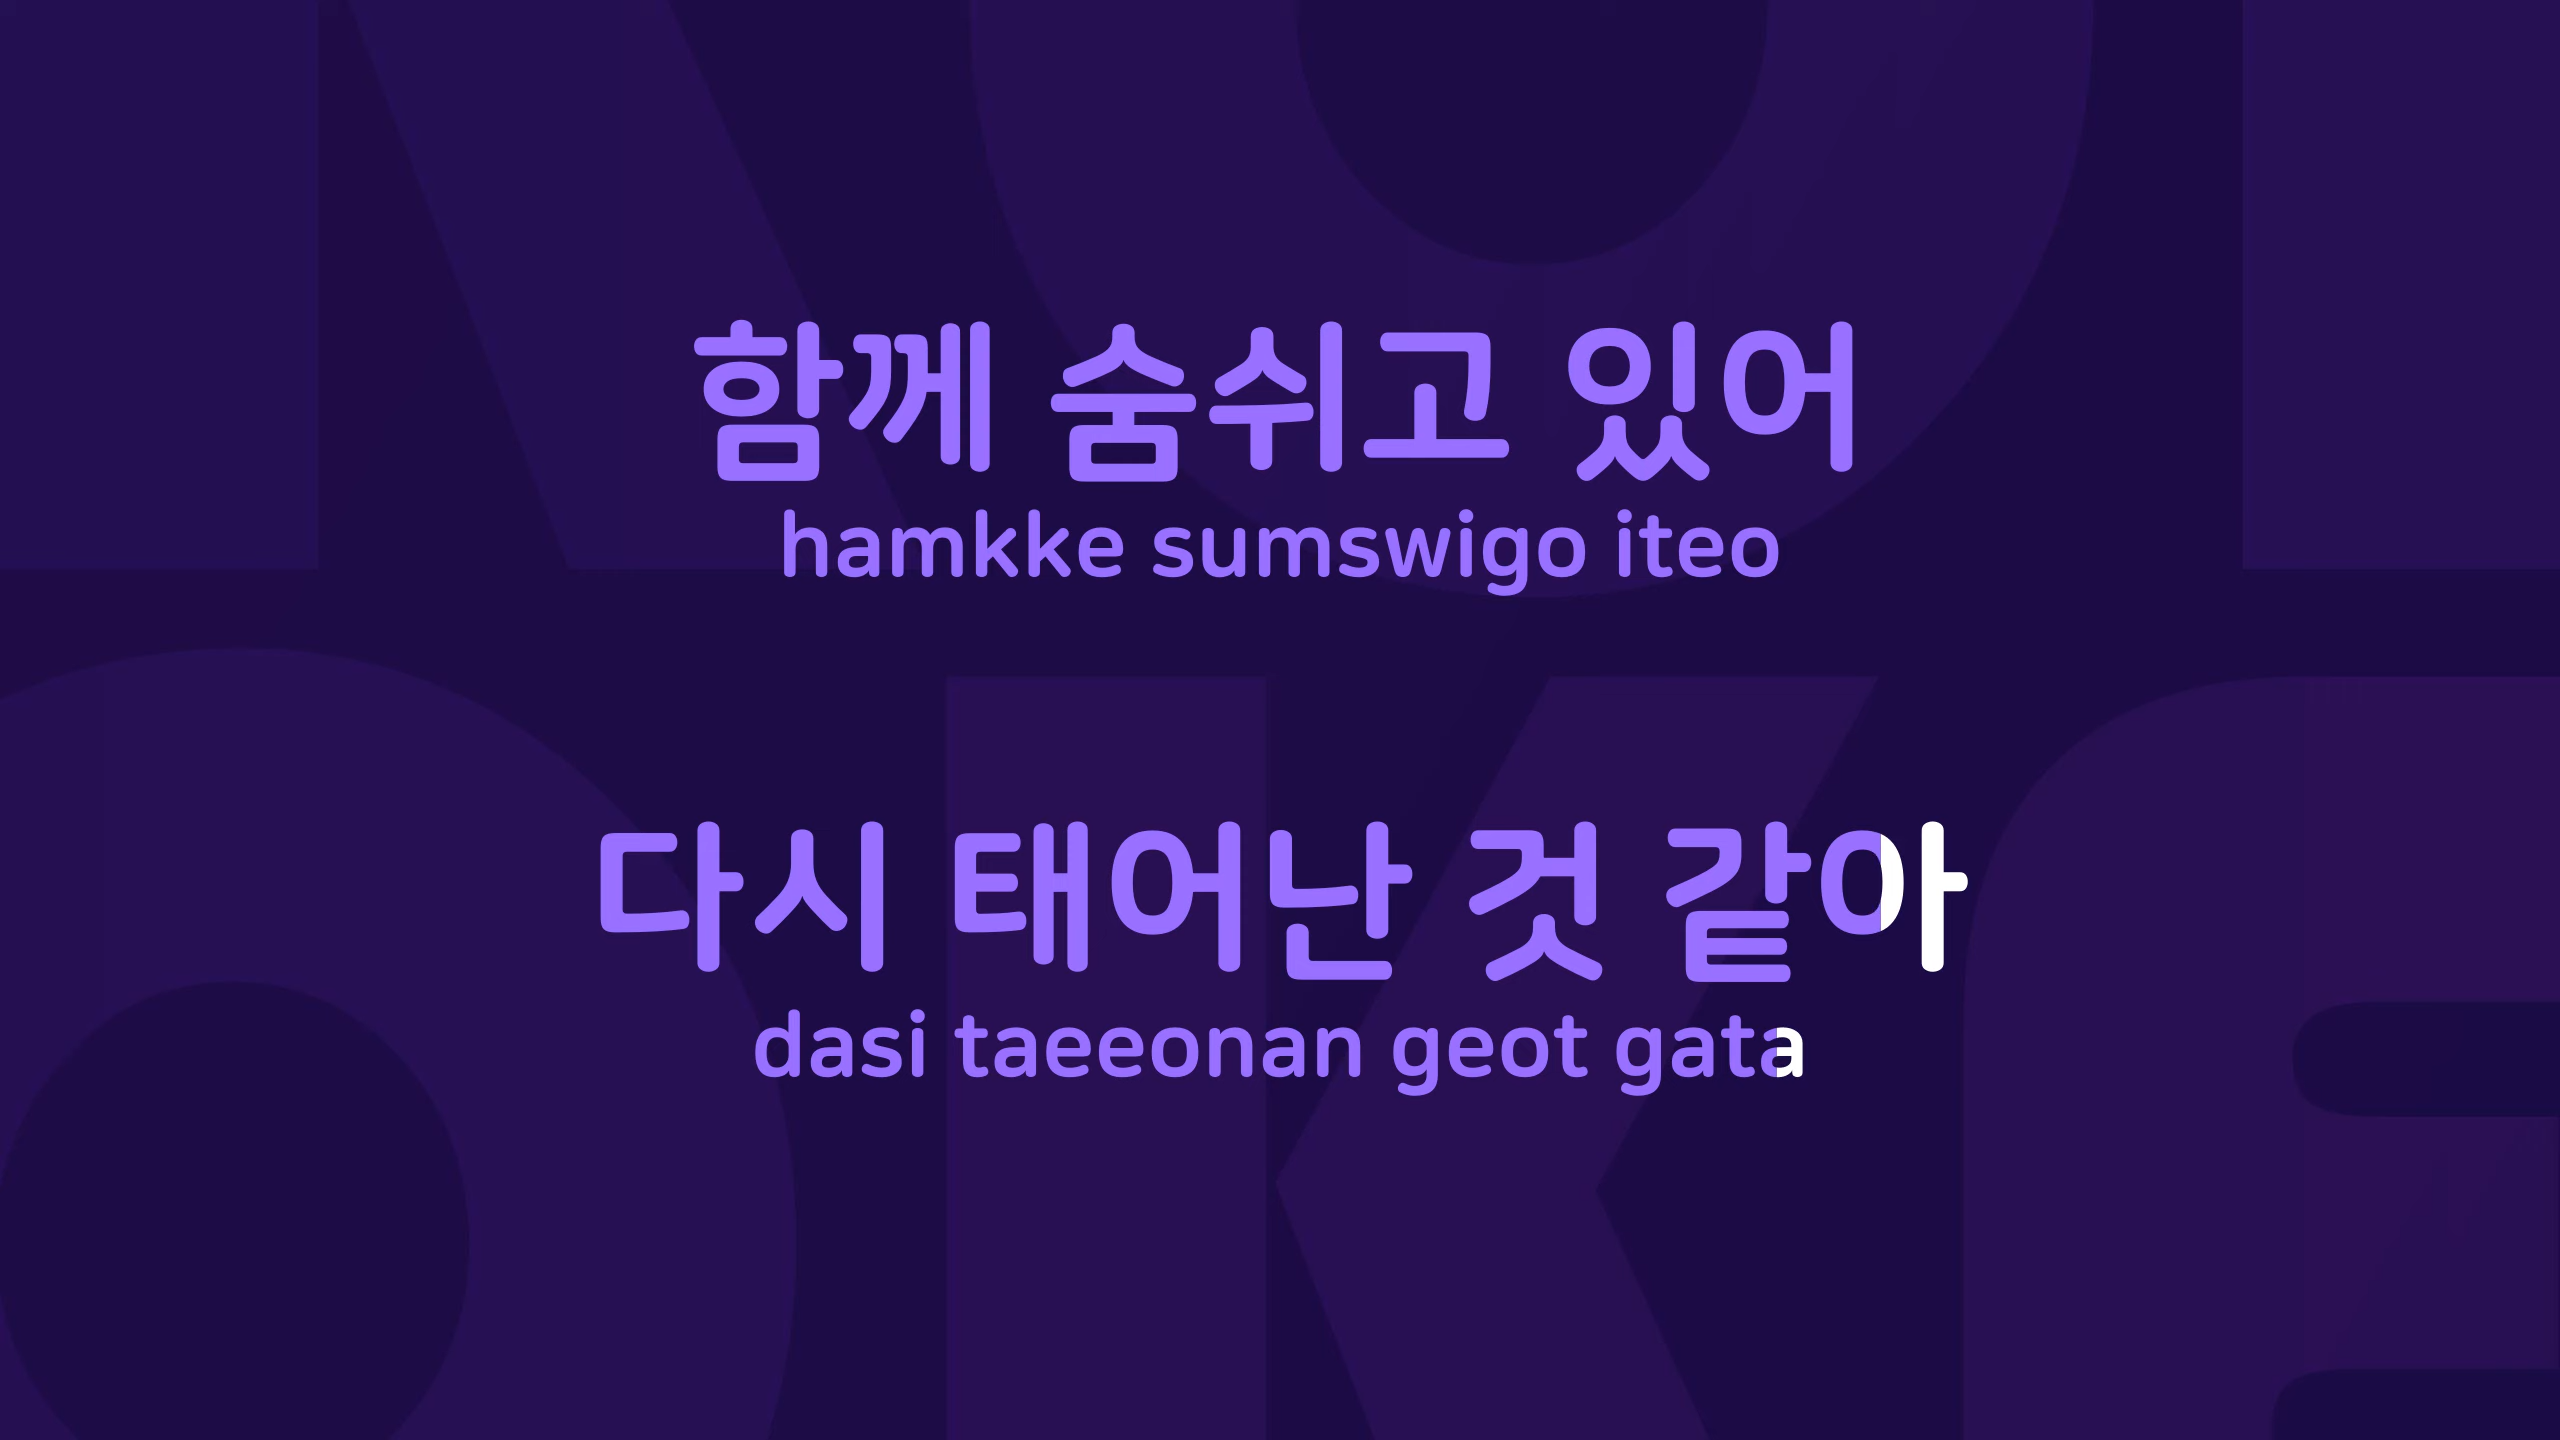 함께 숨쉬고 있어
hamkke sumswigo iteo
다시 태어난 것 같아
dasi taeeonan geot gata